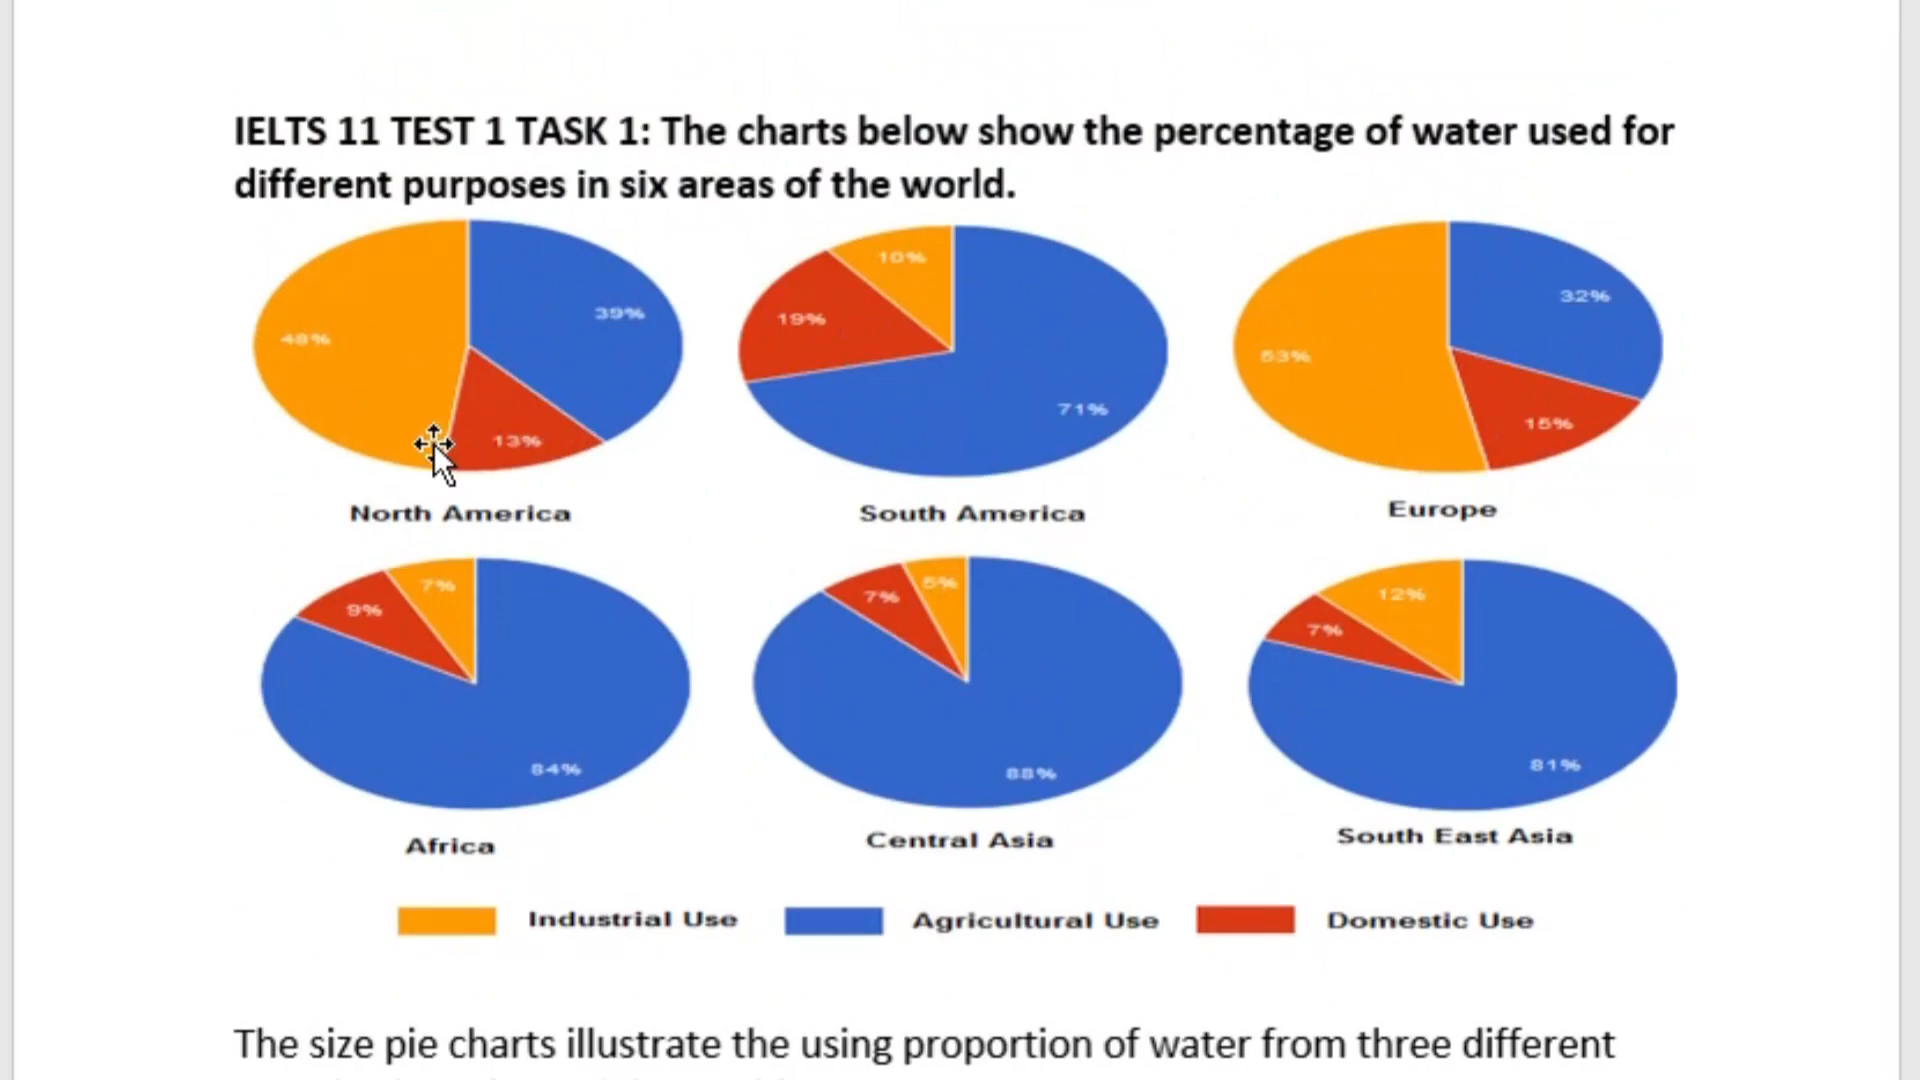 IELTS 11 TEST 1 TASK 1: The charts below show the percentage of water used for
different purposes in six areas of the world.
10%
39%
32%
19%
48%
53%
71%
15%
13%
North America
South America
Europe
7%
5%
12%
9%
7%
7%
84%
88%
81%
Africa
Central Asia
South East Asia
Industrial Use
Agricultural Use
Domestic Use
The size pie charts illustrate the using proportion of water from three different